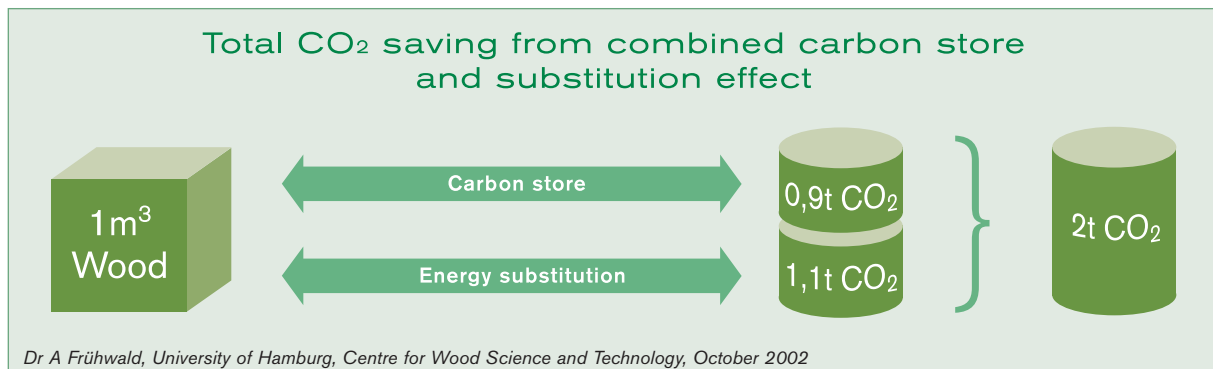 Total CO₂ saving from combined carbon store
and substitution effect
1m³
Wood
Carbon store
Energy substitution
0,9t CO₂
1,1t CO₂
2t CO₂
Dr A Frühwald, University of Hamburg, Centre for Wood Science and Technology, October 2002